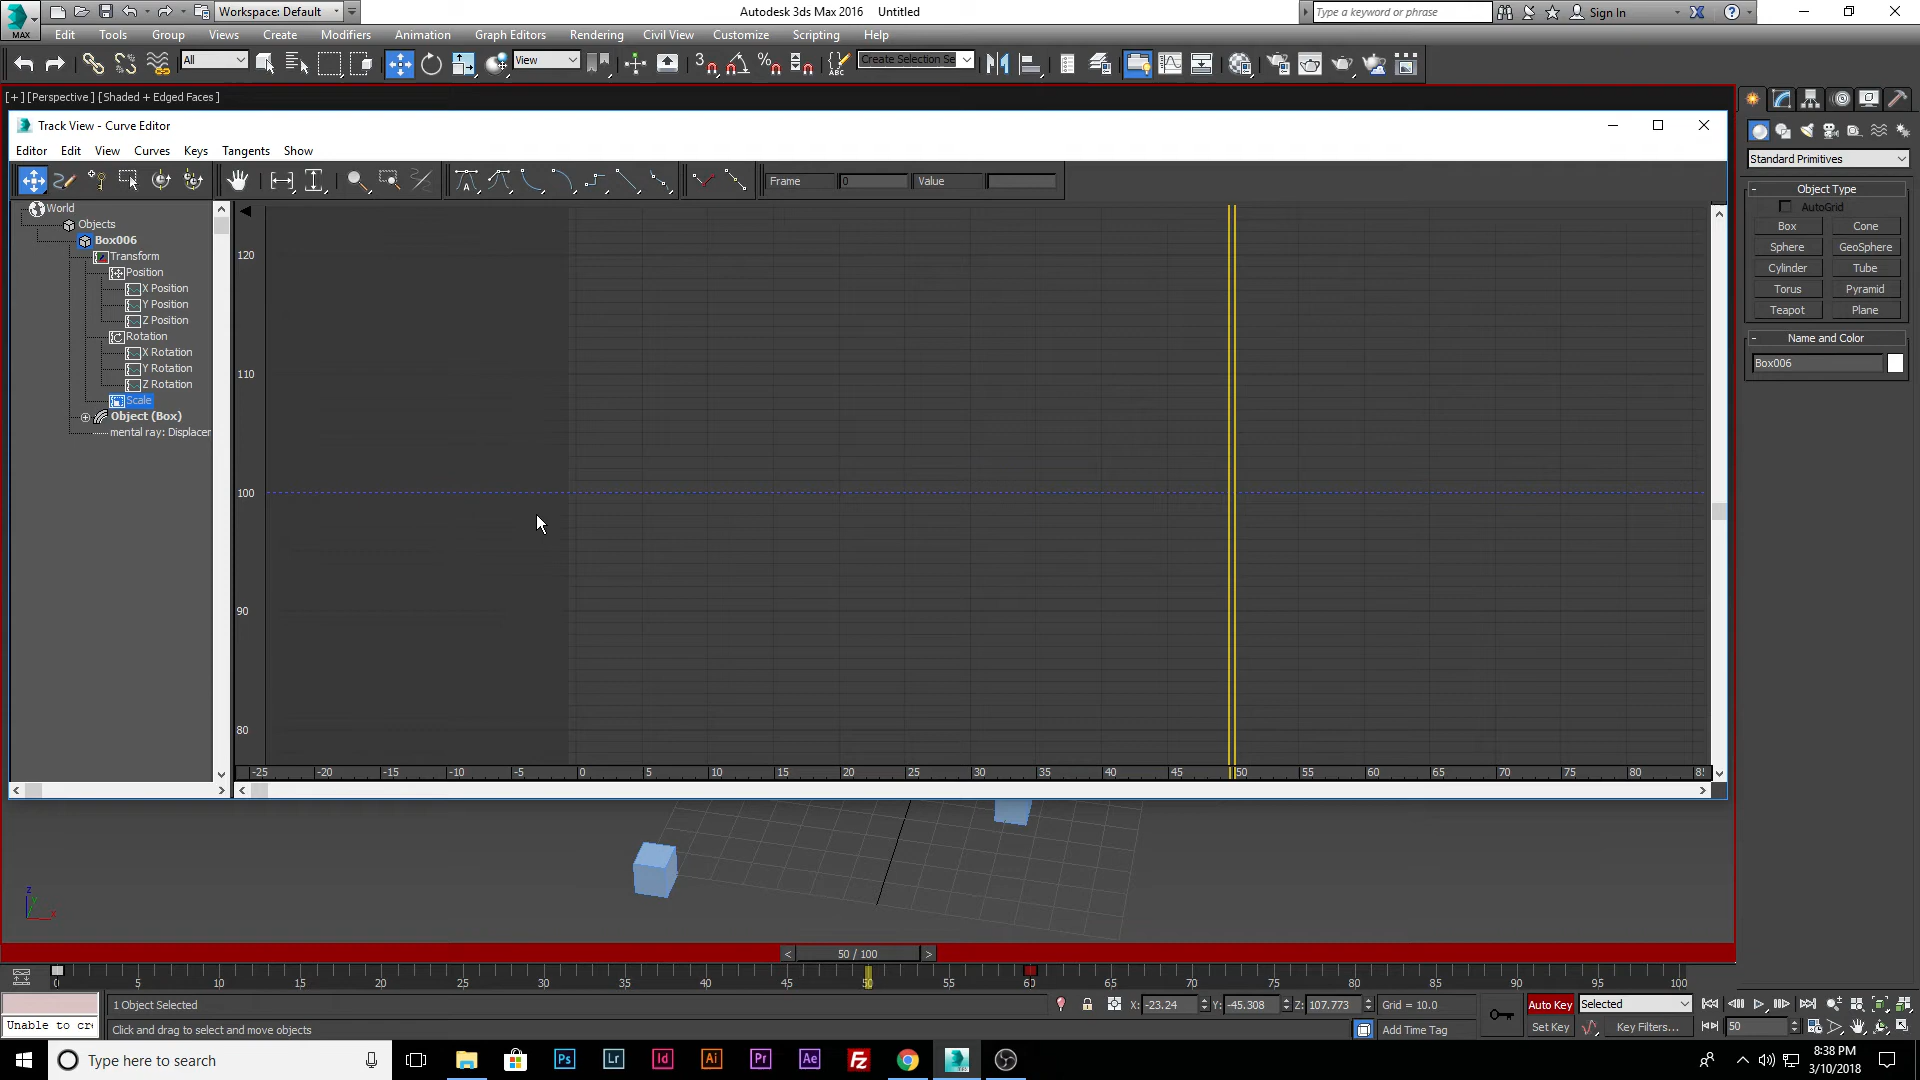 Workspace: Default
Autodesk 3ds Max 2016 Untitled
Type a keyword or phrase
Sign In
MAX
Edit Tools Group Views Create Modifiers Animation Graph Editors Rendering Civil View Customize Scripting Help
All View Create Selection Se
[+] [Perspective] [Shaded + Edged Faces]
Track View - Curve Editor
Editor Edit View Curves Keys Tangents Show
Frame 0 Value
World
Objects
Box006
Transform
Position
X Position
Y Position
Z Position
Rotation
X Rotation
Y Rotation
Z Rotation
Scale
Object (Box)
mental ray: Displacer
120
110
100
90
80
-25 -20 -15 -10 -5 0 5 10 15 20 25 30 35 40 45 50 55 60 65 70 75 80
Standard Primitives
- Object Type
AutoGrid
Box Cone
Sphere GeoSphere
Cylinder Tube
Torus Pyramid
Teapot Plane
- Name and Color
Box006
z
y
x
< 50 / 100 >
0 5 10 15 20 25 30 35 40 45 50 55 60 65 70 75 80 85 90 95 100
1 Object Selected
X: -23.24 Y: -45.308 Z: 107.773 Grid = 10.0
Auto Key Selected
Unable to cr
Click and drag to select and move objects
Add Time Tag
Set Key Key Filters... 50
Type here to search
Ps Lr Id Ai Pr Ae Fz
8:38 PM
3/10/2018